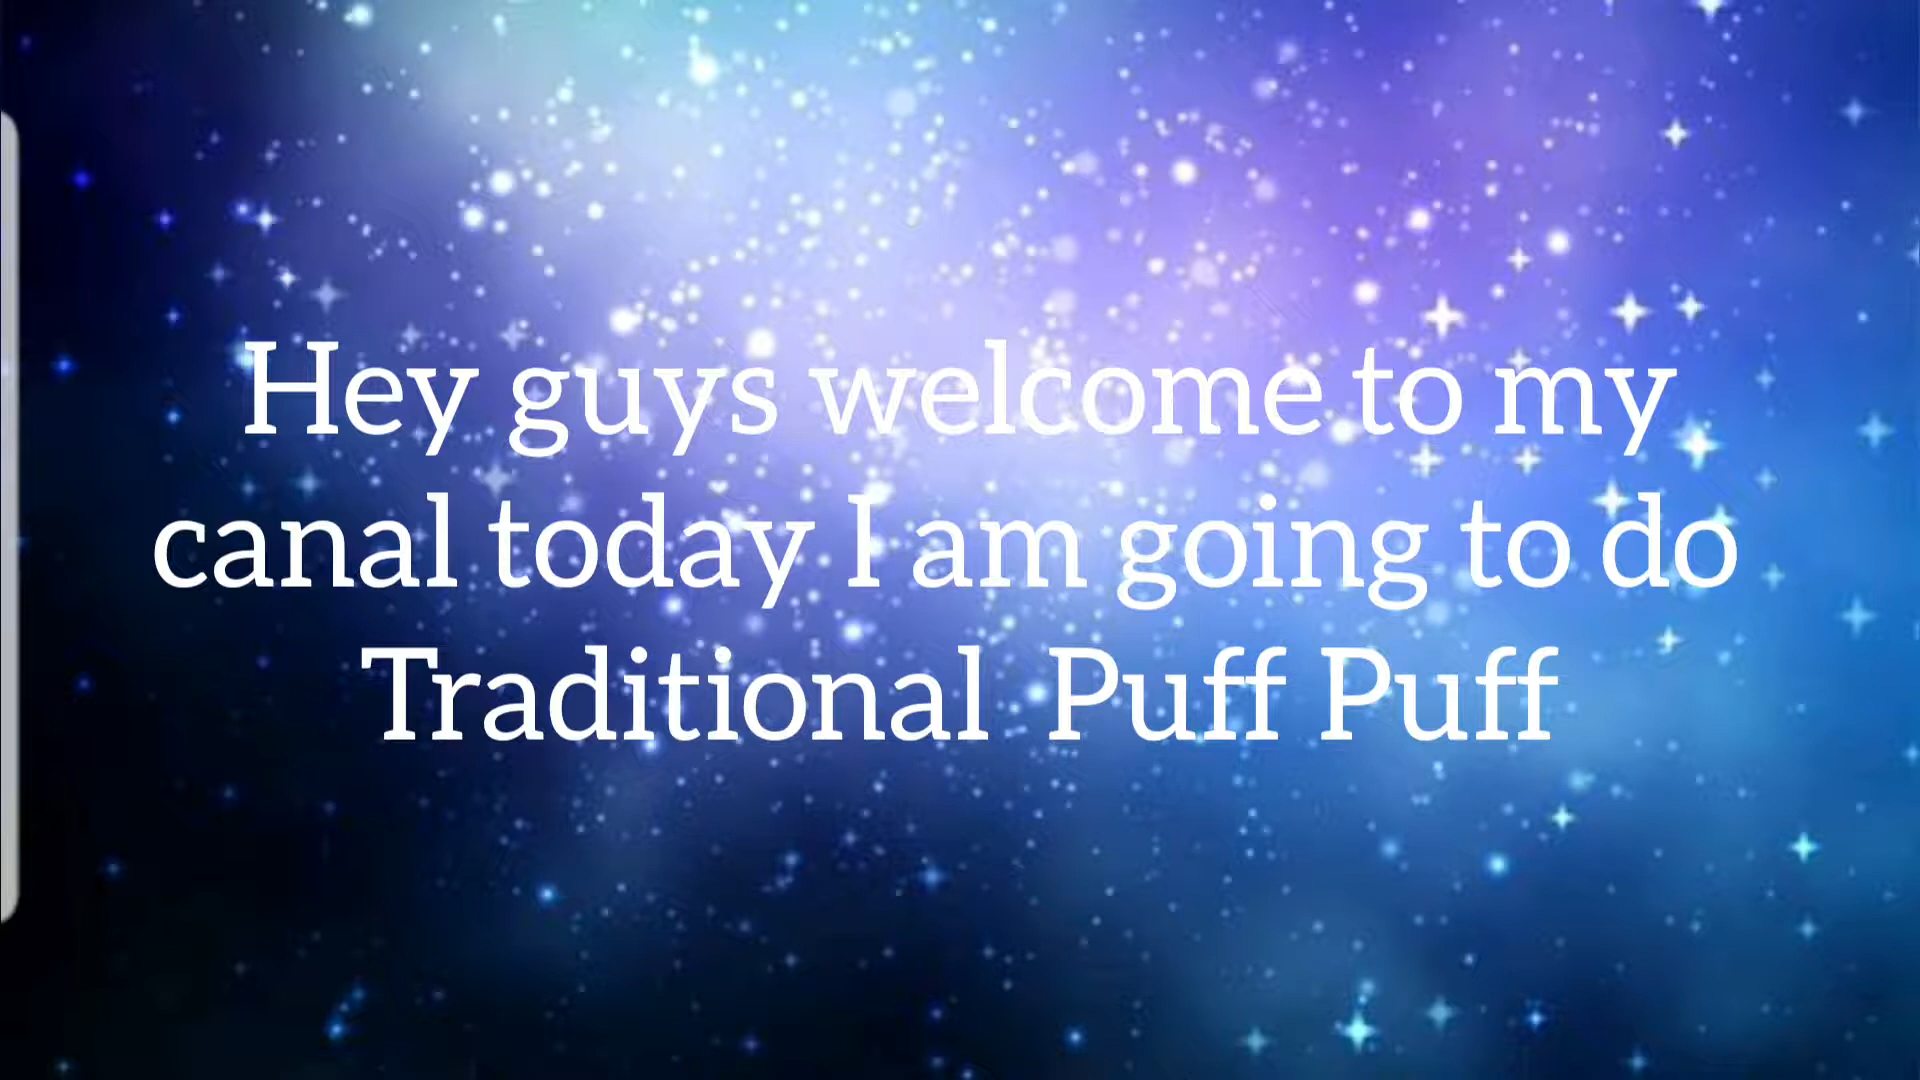 Hey guys welcome to my
canal today I am going to do
Traditional Puff Puff